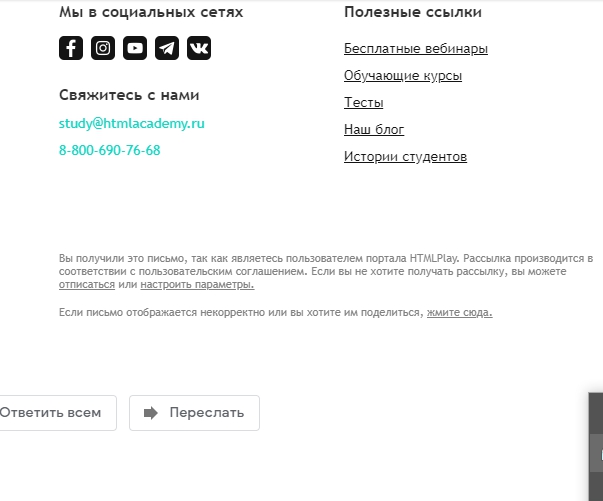 Мы в социальных сетях
Свяжитесь с нами
study@htmlacademy.ru
8-800-690-76-68
Полезные ссылки
Бесплатные вебинары
Обучающие курсы
Тесты
Наш блог
Истории студентов
Вы получили это письмо, так как являетесь пользователем портала HTMLPlay. Рассылка производится в
соответствии с пользовательским соглашением. Если вы не хотите получать рассылку, вы можете
отписаться или настроить параметры.
Если письмо отображается некорректно или вы хотите им поделиться, жмите сюда.
Ответить всем
Переслать